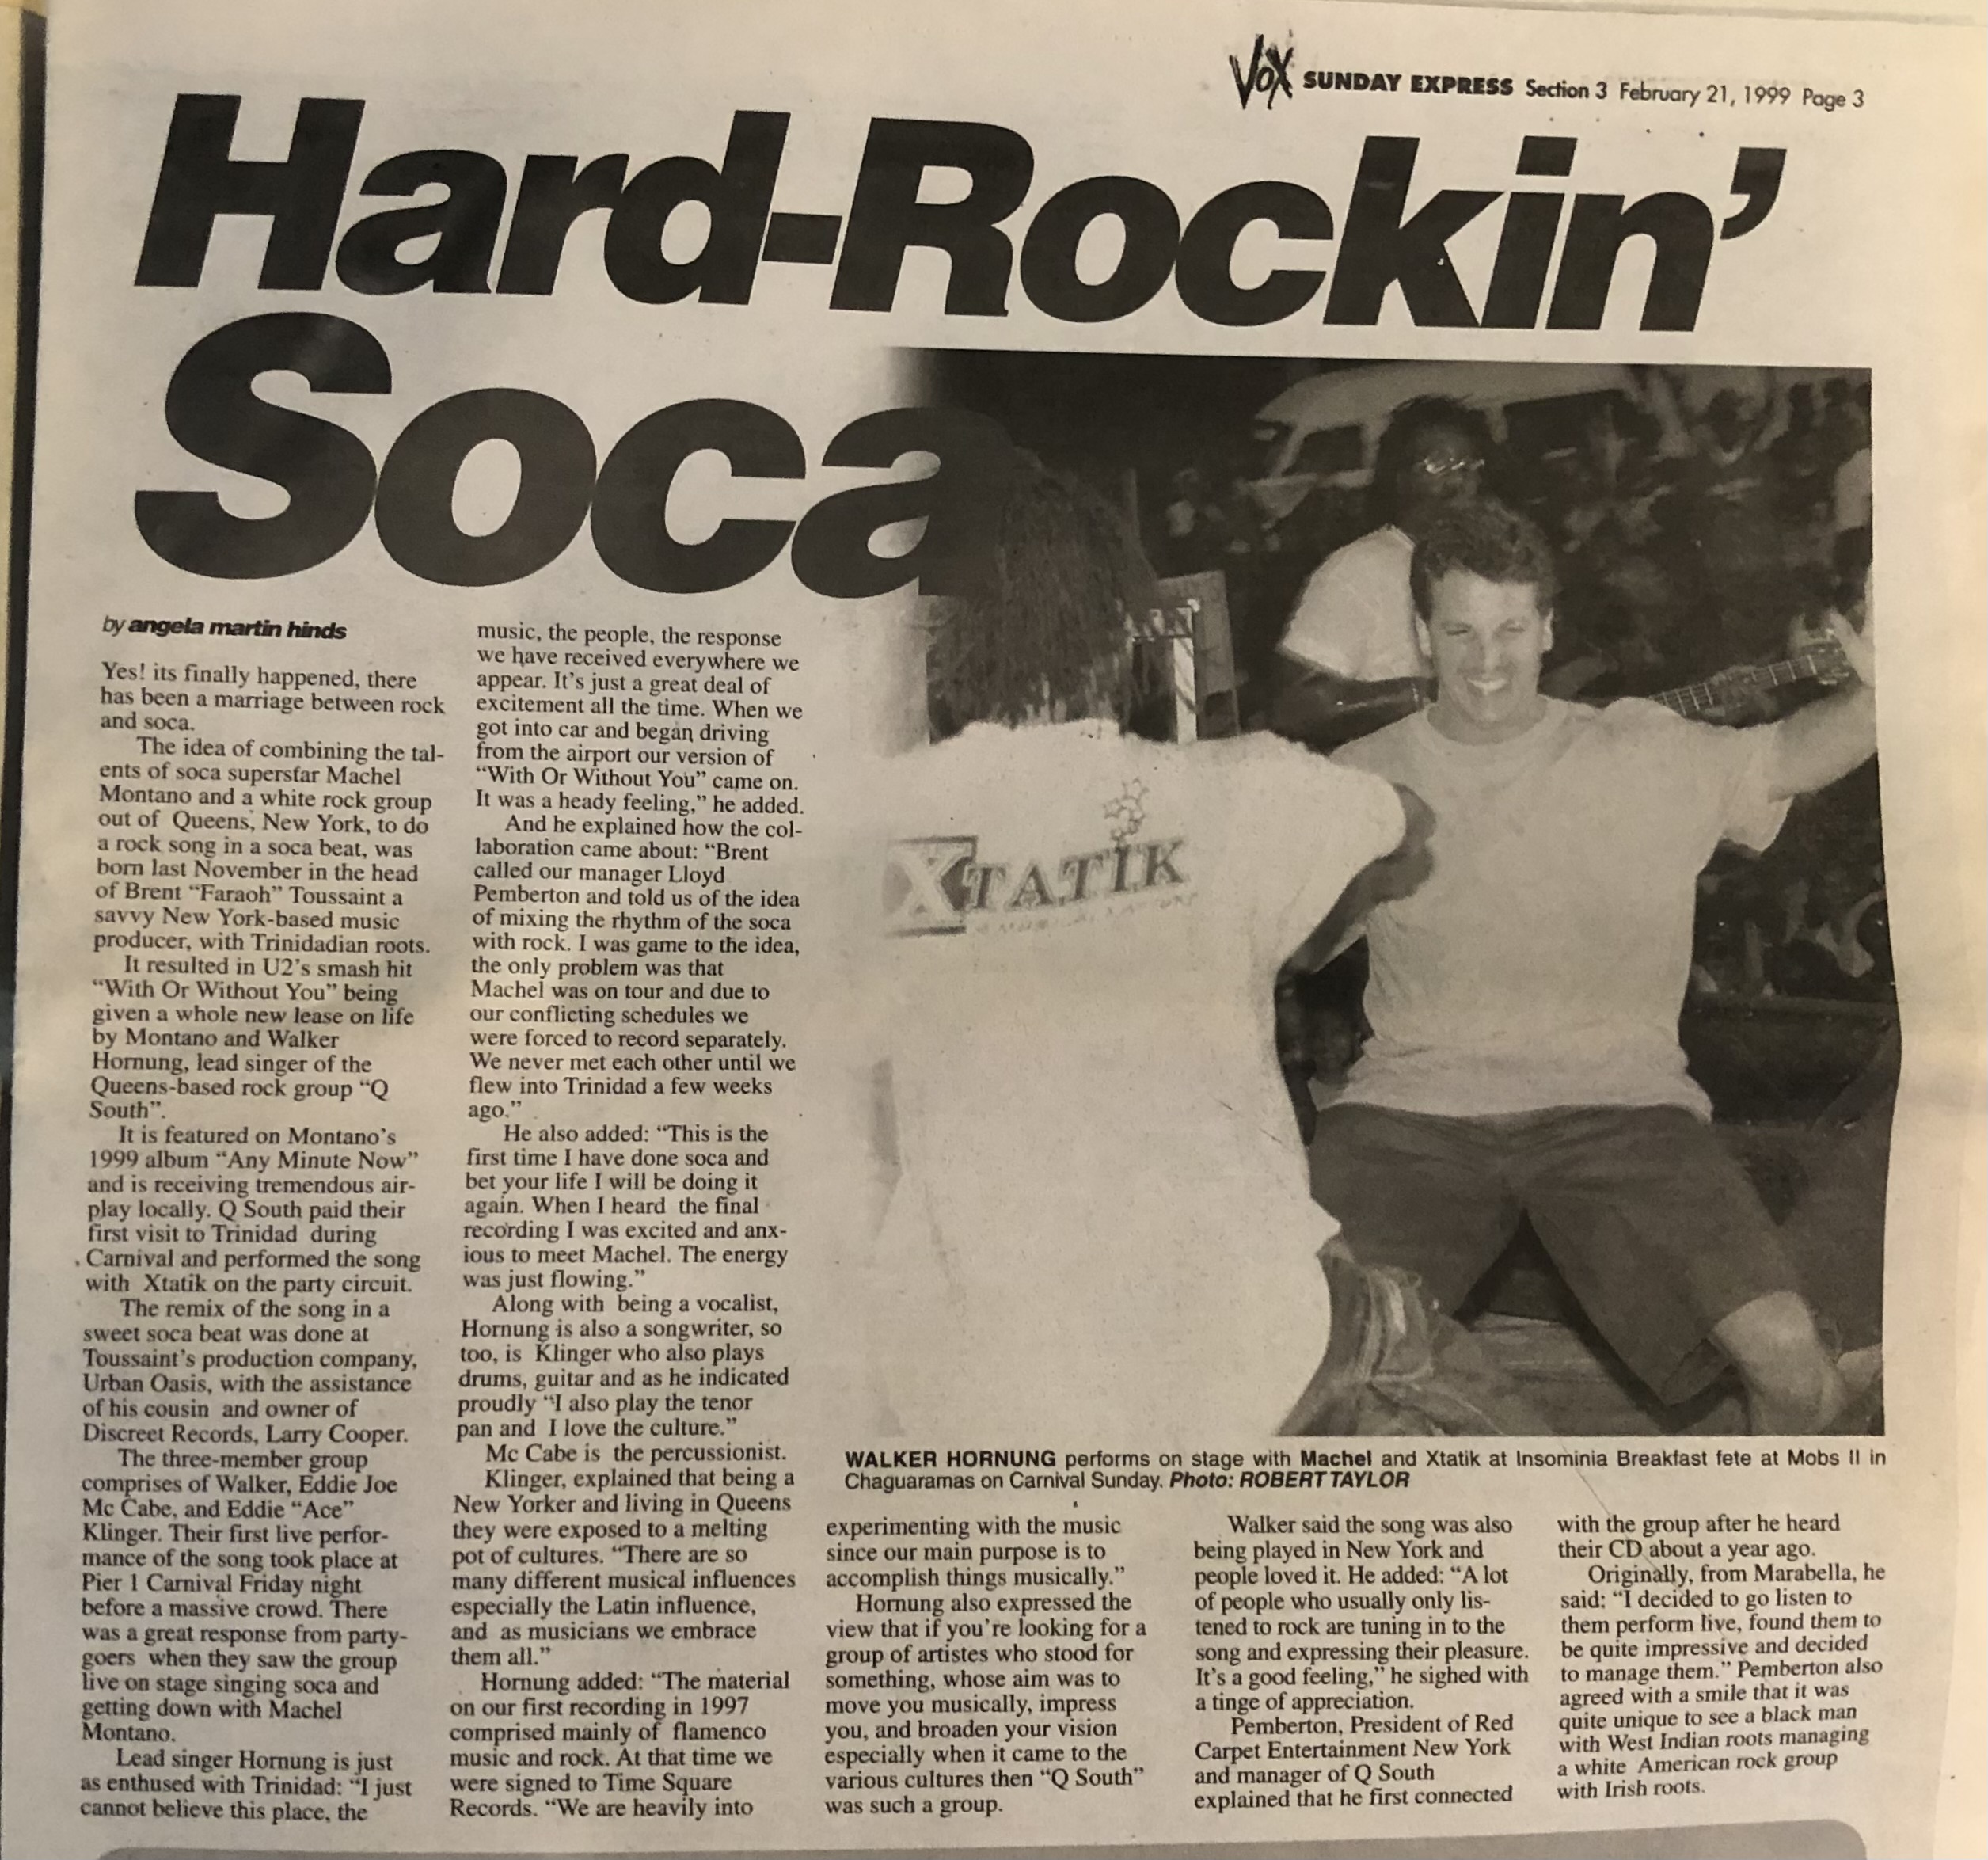 Vox SUNDAY EXPRESS Section 3 February 21, 1999 Page 3
Hard-Rockin’
Soca
by angela martin hinds
Yes! its finally happened, there
has been a marriage between rock
and soca.
The idea of combining the tal-
ents of soca superstar Machel
Montano and a white rock group
out of Queens, New York, to do
a rock song in a soca beat, was
born last November in the head
of Brent “Faraoh” Toussaint a
savvy New York-based music
producer, with Trinidadian roots.
It resulted in U2’s smash hit
“With Or Without You” being
given a whole new lease on life
by Montano and Walker
Hornung, lead singer of the
Queens-based rock group “Q
South”.
It is featured on Montano’s
1999 album “Any Minute Now”
and is receiving tremendous air-
play locally. Q South paid their
first visit to Trinidad during
Carnival and performed the song
with Xtatik on the party circuit.
The remix of the song in a
sweet soca beat was done at
Toussaint’s production company,
Urban Oasis, with the assistance
of his cousin and owner of
Discreet Records, Larry Cooper.
The three-member group
comprises of Walker, Eddie Joe
Mc Cabe, and Eddie “Ace”
Klinger. Their first live perfor-
mance of the song took place at
Pier 1 Carnival Friday night
before a massive crowd. There
was a great response from party-
goers when they saw the group
live on stage singing soca and
getting down with Machel
Montano.
Lead singer Hornung is just
as enthused with Trinidad: “I just
cannot believe this place, the
music, the people, the response
we have received everywhere we
appear. It’s just a great deal of
excitement all the time. When we
got into car and began driving
from the airport our version of
“With Or Without You” came on.
It was a heady feeling,” he added.
And he explained how the col-
laboration came about: “Brent
called our manager Lloyd
Pemberton and told us of the idea
of mixing the rhythm of the soca
with rock. I was game to the idea,
the only problem was that
Machel was on tour and due to
our conflicting schedules we
were forced to record separately.
We never met each other until we
flew into Trinidad a few weeks
ago.”
He also added: “This is the
first time I have done soca and
bet your life I will be doing it
again. When I heard the final
recording I was excited and anx-
ious to meet Machel. The energy
was just flowing.”
Along with being a vocalist,
Hornung is also a songwriter, so
too, is Klinger who also plays
drums, guitar and as he indicated
proudly “I also play the tenor
pan and I love the culture.”
Mc Cabe is the percussionist.
Klinger, explained that being a
New Yorker and living in Queens
they were exposed to a melting
pot of cultures. “There are so
many different musical influences
especially the Latin influence,
and as musicians we embrace
them all.”
Hornung added: “The material
on our first recording in 1997
comprised mainly of flamenco
music and rock. At that time we
were signed to Time Square
Records. “We are heavily into
XTATIK
WALKER HORNUNG performs on stage with Machel and Xtatik at Insominia Breakfast fete at Mobs II in
Chaguaramas on Carnival Sunday. Photo: ROBERT TAYLOR
experimenting with the music
since our main purpose is to
accomplish things musically.”
Hornung also expressed the
view that if you’re looking for a
group of artistes who stood for
something, whose aim was to
move you musically, impress
you, and broaden your vision
especially when it came to the
various cultures then “Q South”
was such a group.
Walker said the song was also
being played in New York and
people loved it. He added: “A lot
of people who usually only lis-
tened to rock are tuning in to the
song and expressing their pleasure.
It’s a good feeling,” he sighed with
a tinge of appreciation.
Pemberton, President of Red
Carpet Entertainment New York
and manager of Q South
explained that he first connected
with the group after he heard
their CD about a year ago.
Originally, from Marabella, he
said: “I decided to go listen to
them perform live, found them to
be quite impressive and decided
to manage them.” Pemberton also
agreed with a smile that it was
quite unique to see a black man
with West Indian roots managing
a white American rock group
with Irish roots.